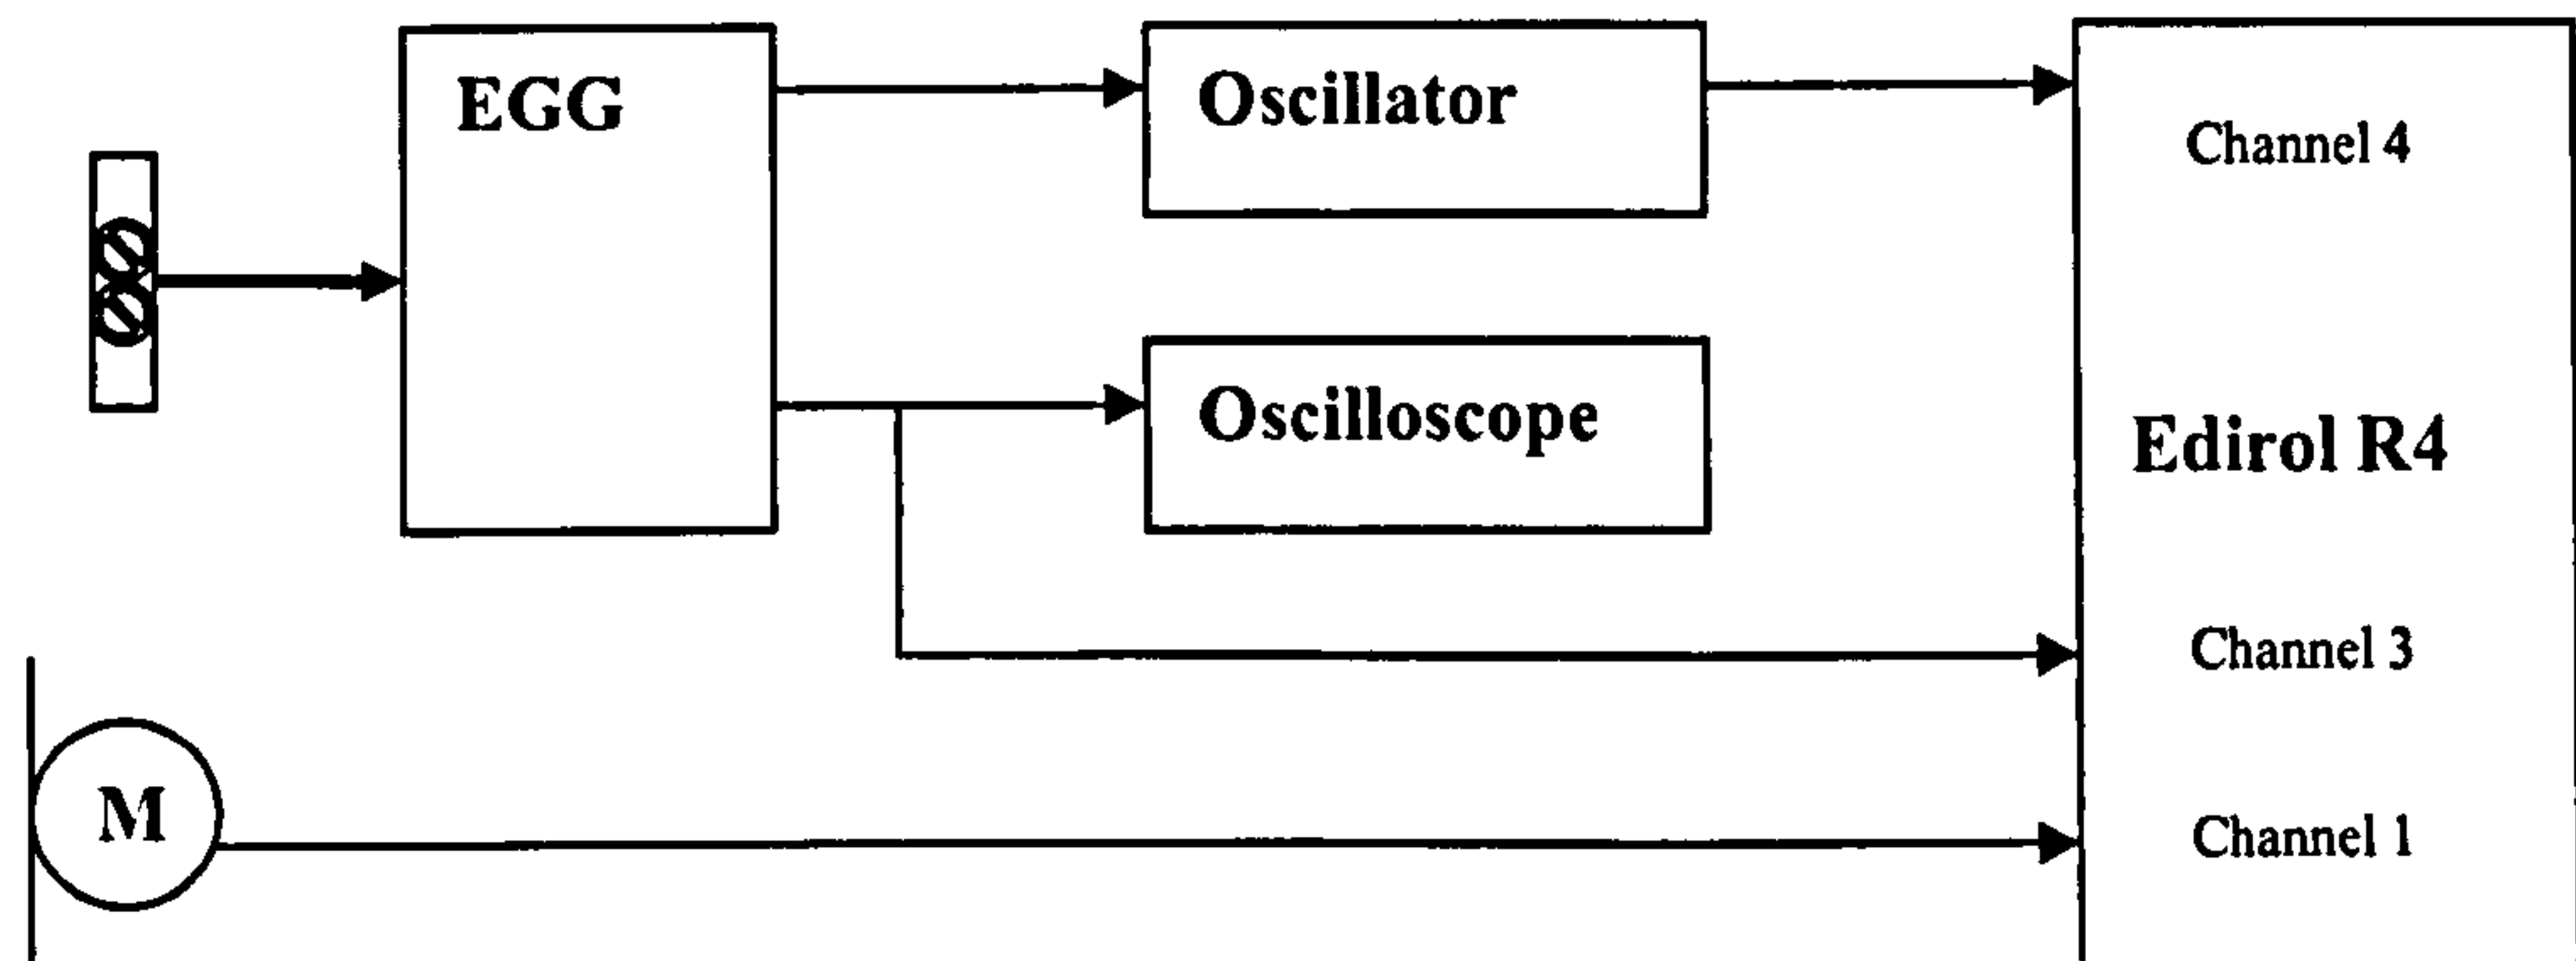 EGG
Oscillator
Channel 4
Oscilloscope
Edirol R4
Channel 3
M
Channel 1